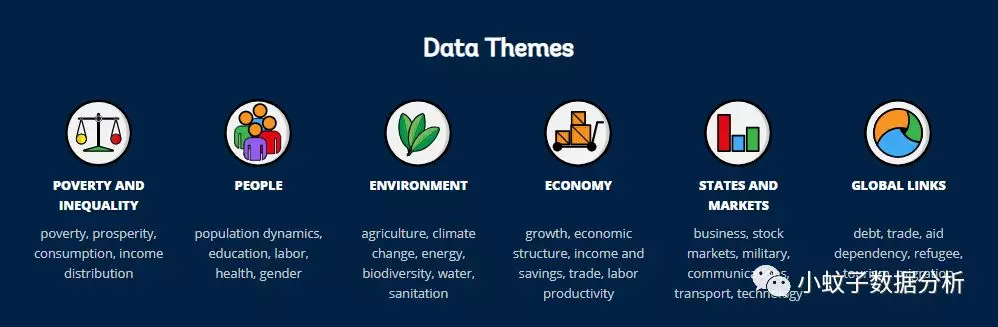 Data Themes
POVERTY AND
INEQUALITY
poverty, prosperity,
consumption, income
distribution
PEOPLE
population dynamics,
education, labor,
health, gender
ENVIRONMENT
agriculture, climate
change, energy,
biodiversity, water,
sanitation
ECONOMY
growth, economic
structure, income and
savings, trade, labor
productivity
STATES AND
MARKETS
business, stock
markets, military,
communications,
transport, technology
GLOBAL LINKS
debt, trade, aid
dependency, refugee,
tourism, migration
小蚊子数据分析